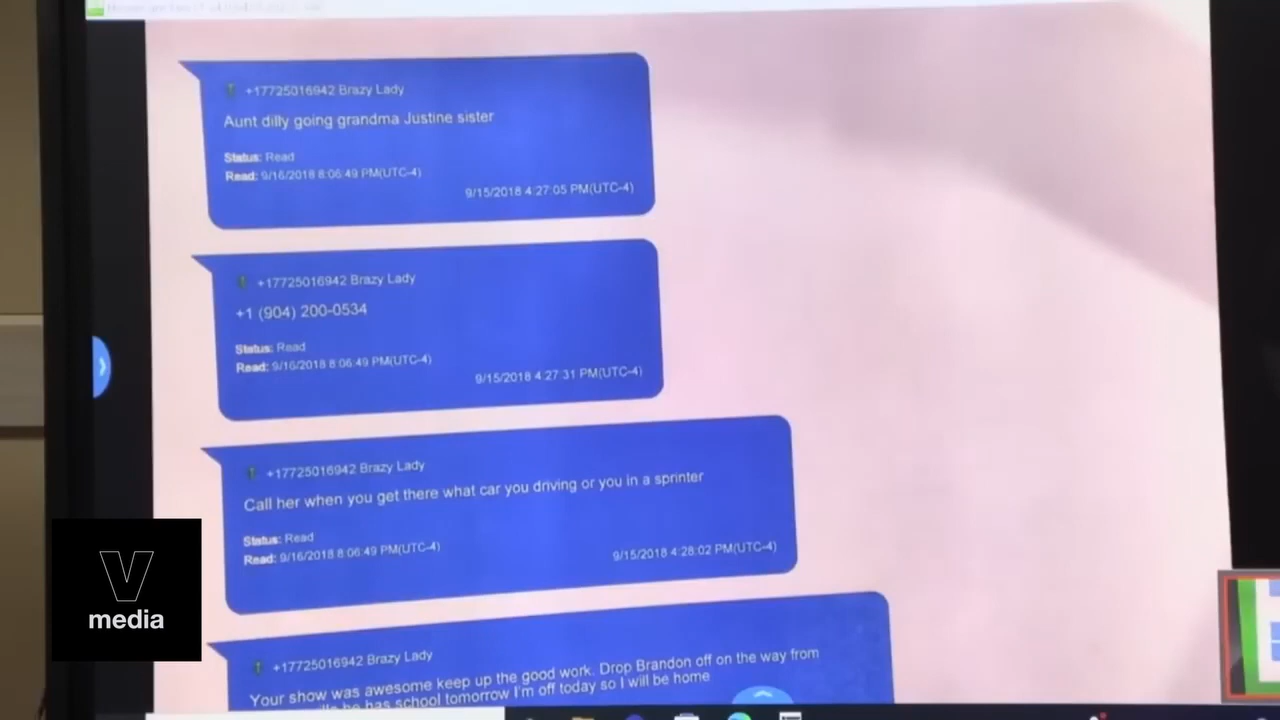 +17725016942 Brazy Lady
Aunt dilly going grandma Justine sister
Status: Read
Read: 9/16/2018 8:06:49 PM(UTC-4)
9/15/2018 4:27:05 PM(UTC-4)
+17725016942 Brazy Lady
+1 (904) 200-0534
Status: Read
Read: 9/16/2018 8:06:49 PM(UTC-4)
9/15/2018 4:27:31 PM(UTC-4)
+17725016942 Brazy Lady
Call her when you get there what car you driving or you in a sprinter
Status: Read
Read: 9/16/2018 8:06:49 PM(UTC-4)
9/15/2018 4:28:02 PM(UTC-4)
+17725016942 Brazy Lady
Your show was awesome keep up the good work. Drop Brandon off on the way from
he has school tomorrow I'm off today so I will be home
V
media